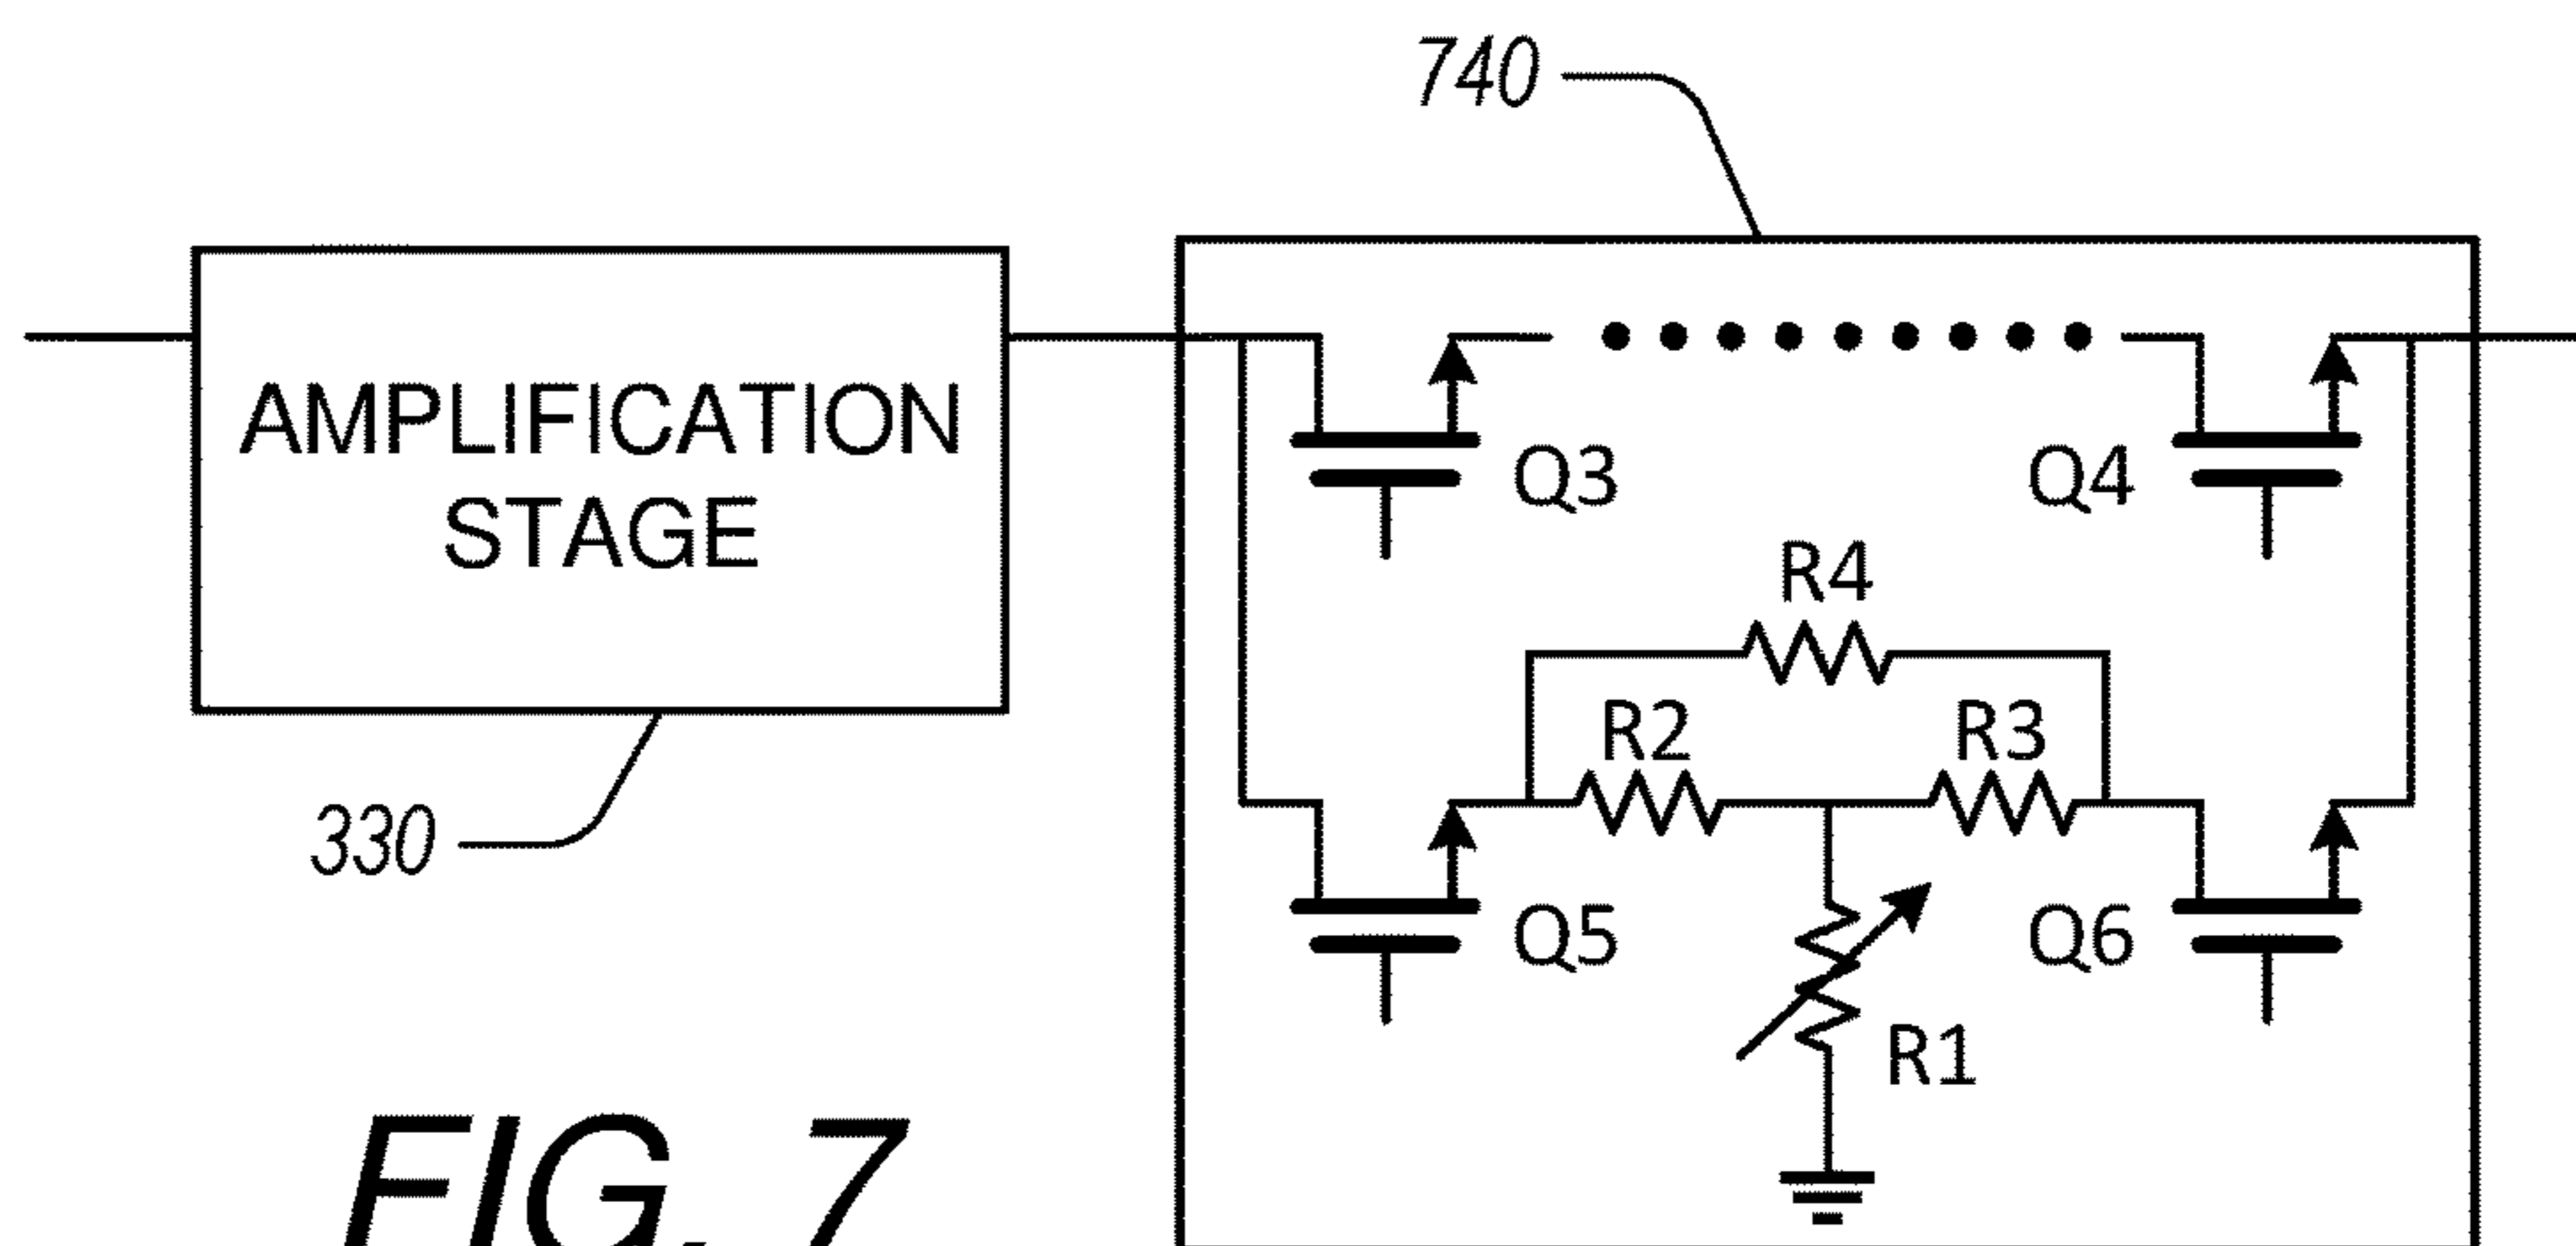 740
AMPLIFICATION
STAGE
330
Q3
Q4
R4
R2
R3
Q5
Q6
R1
FIG. 7